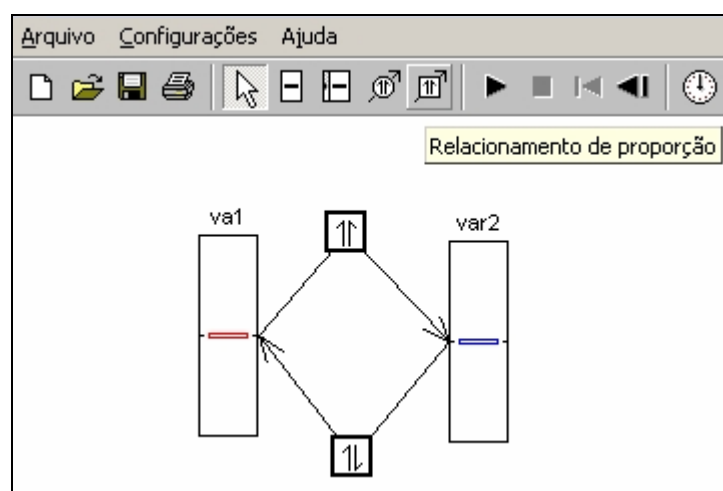 Arquivo Configurações Ajuda
Relacionamento de proporção
va1
var2